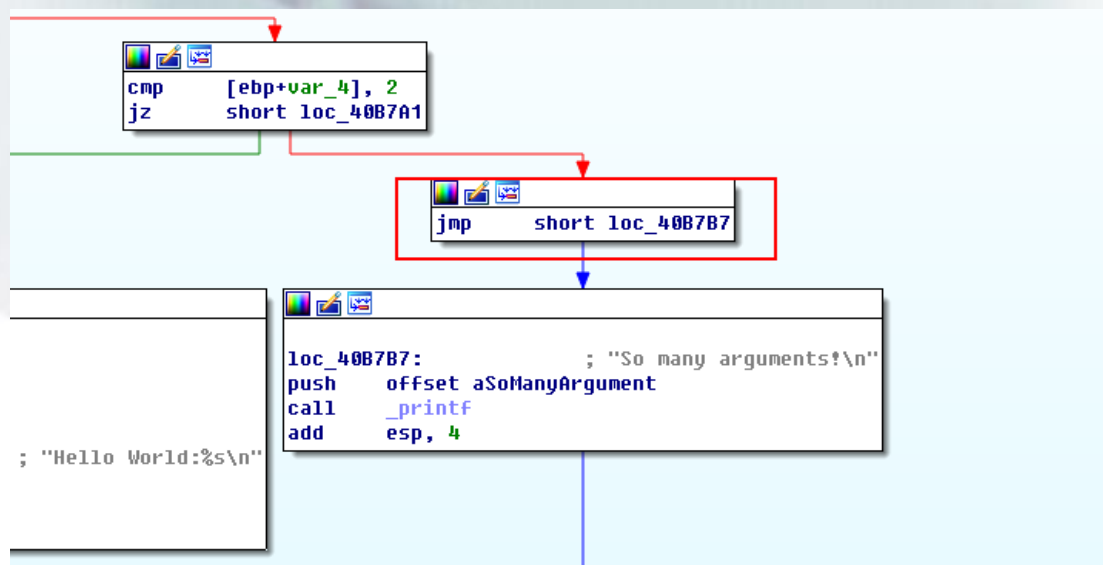 cmp [ebp+var_4], 2
jz short loc_40B7A1
jmp short loc_40B7B7
loc_40B7B7: ; "So many arguments!\n"
push offset aSoManyArgument
call _printf
add esp, 4
; "Hello World:%s\n"